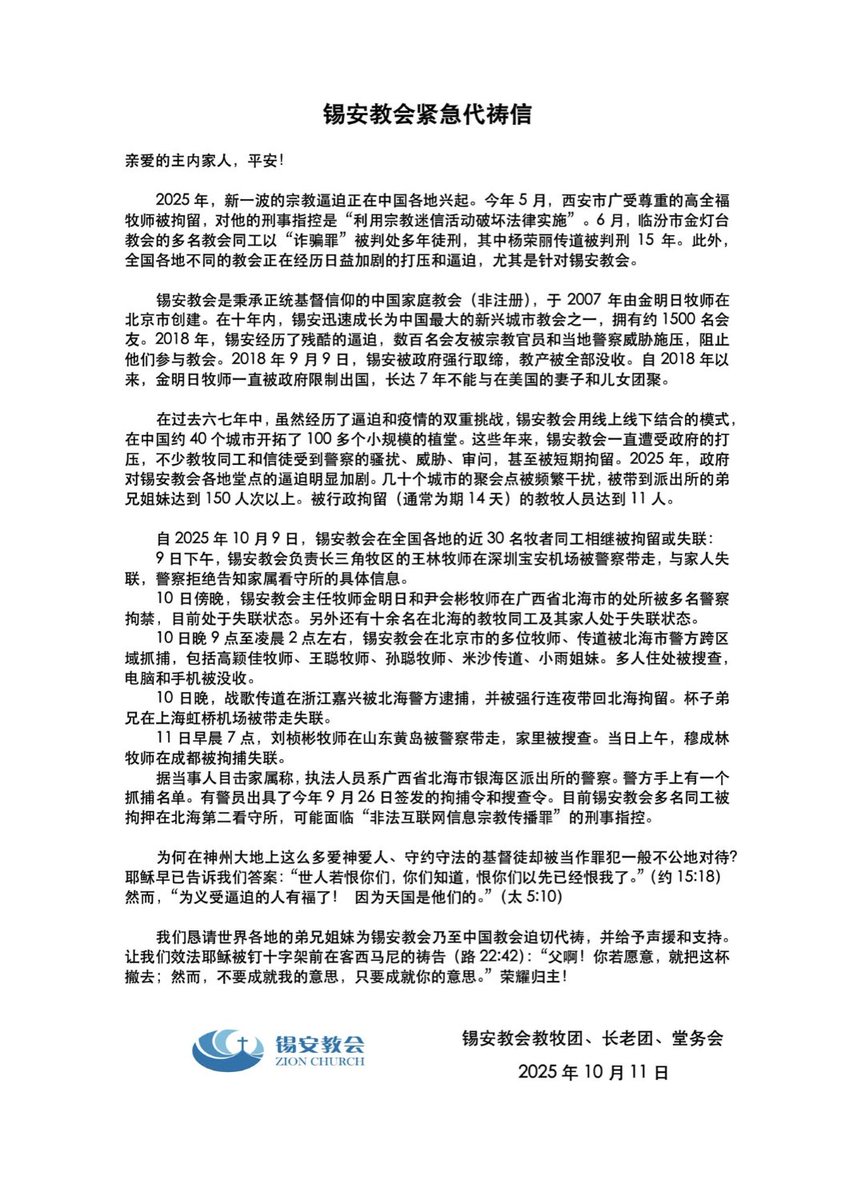 锡安教会紧急代祷信
亲爱的主内家人，平安！
2025 年，新一波的宗教逼迫正在中国各地兴起。今年 5 月，西安市广受尊重的高全福
牧师被拘留，对他的刑事指控是“利用宗教迷信活动破坏法律实施”。6 月，临汾市金灯台
教会的多名教会同工以“诈骗罪”被判处多年徒刑，其中杨荣丽传道被判刑 15 年。此外，
全国各地不同的教会正在经历日益加剧的打压和逼迫，尤其是针对锡安教会。
锡安教会是秉承正统基督信仰的中国家庭教会（非注册），于 2007 年由金明日牧师在
北京市创建。在十年内，锡安迅速成长为中国最大的新兴城市教会之一，拥有约 1500 名会
友。2018 年，锡安经历了残酷的逼迫，数百名会友被宗教官员和当地警察威胁施压，阻止
他们参与教会。2018 年 9 月 9 日，锡安被政府强行取缔，教产被全部没收。自 2018 年以
来，金明日牧师一直被政府限制出国，长达 7 年不能与在美国的妻子和儿女团聚。
在过去六七年中，虽然经历了逼迫和疫情的双重挑战，锡安教会用线上线下结合的模式，
在中国约 40 个城市开拓了 100 多个小规模的植堂。这些年来，锡安教会一直遭受政府的打
压，不少教牧同工和信徒受到警察的骚扰、威胁、审问，甚至被短期拘留。2025 年，政府
对锡安教会各地堂点的逼迫明显加剧。几十个城市的聚会点被频繁干扰，被带到派出所的弟
兄姐妹达到 150 人次以上。被行政拘留（通常为期 14 天）的教牧人员达到 11 人。
自 2025 年 10 月 9 日，锡安教会在全国各地的近 30 名牧者同工相继被拘留或失联：
9 日下午，锡安教会负责长三角牧区的王林牧师在深圳宝安机场被警察带走，与家人失
联，警察拒绝告知家属看守所的具体信息。
10 日傍晚，锡安教会主任牧师金明日和尹会彬牧师在广西省北海市的处所被多名警察
拘禁，目前处于失联状态。另外还有十余名在北海的教牧同工及其家人处于失联状态。
10 日晚 9 点至凌晨 2 点左右，锡安教会在北京市的多位牧师、传道被北海市警方跨区
域抓捕，包括高颖佳牧师、王聪牧师、孙聪牧师、米沙传道、小雨姐妹。多人住处被搜查，
电脑和手机被没收。
10 日晚，战歌传道在浙江嘉兴被北海警方逮捕，并被强行连夜带回北海拘留。杯子弟
兄在上海虹桥机场被带走失联。
11 日早晨 7 点，刘桢彬牧师在山东黄岛被警察带走，家里被搜查。当日上午，穆成林
牧师在成都被拘捕失联。
据当事人目击家属称，执法人员系广西省北海市银海区派出所的警察。警方手上有一个
抓捕名单。有警员出具了今年 9 月 26 日签发的拘捕令和搜查令。目前锡安教会多名同工被
拘押在北海第二看守所，可能面临“非法互联网信息宗教传播罪”的刑事指控。
为何在神州大地上这么多爱神爱人、守约守法的基督徒却被当作罪犯一般不公地对待？
耶稣早已告诉我们答案：“世人若恨你们，你们知道，恨你们以先已经恨我了。”（约 15:18）
然而，“为义受逼迫的人有福了！ 因为天国是他们的。”（太 5:10）
我们恳请世界各地的弟兄姐妹为锡安教会乃至中国教会迫切代祷，并给予声援和支持。
让我们效法耶稣被钉十字架前在客西马尼的祷告（路 22:42）：“父啊！你若愿意，就把这杯
撤去；然而，不要成就我的意思，只要成就你的意思。”荣耀归主！
锡安教会
ZION CHURCH
锡安教会教牧团、长老团、堂务会
2025 年 10 月 11 日